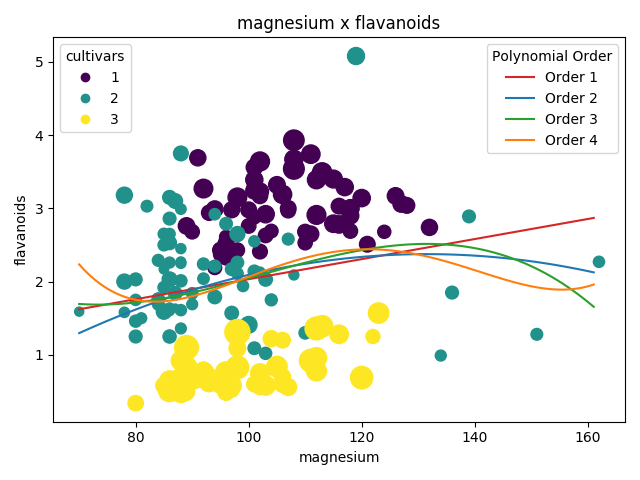 magnesium x flavanoids
cultivars
1
2
3
Polynomial Order
Order 1
Order 2
Order 3
Order 4
5
4
3
2
1
flavanoids
80 100 120 140 160
magnesium